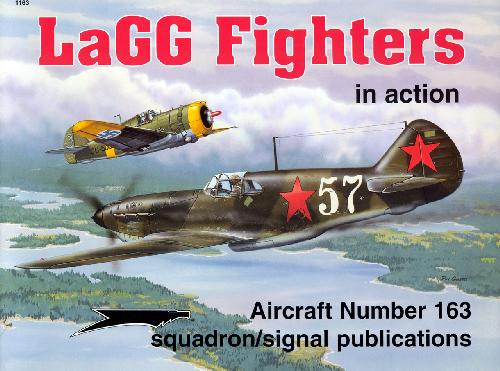 1163
LaGG Fighters
in action
57
Aircraft Number 163
squadron/signal publications